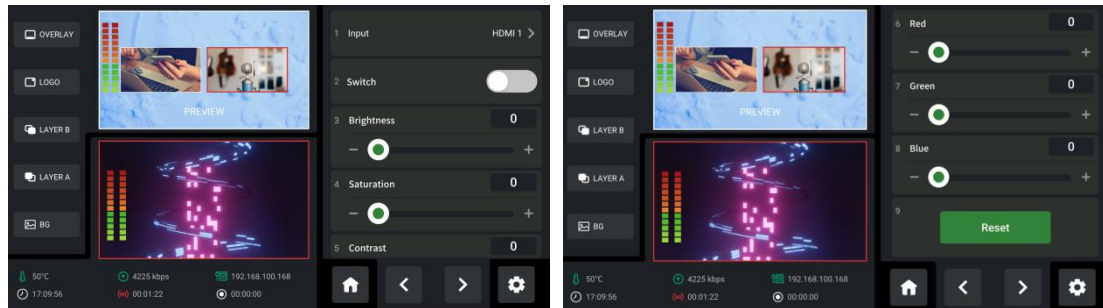 OVERLAY
LOGO
LAYER B
LAYER A
BG
PREVIEW
1 Input HDMI 1
2 Switch
3 Brightness 0
− +
4 Saturation 0
− +
5 Contrast 0
50°C 4225 kbps 192.168.100.168
17:09:56 00:01:22 00:00:00
OVERLAY
LOGO
LAYER B
LAYER A
BG
PREVIEW
6 Red 0
− +
7 Green 0
− +
8 Blue 0
− +
9
Reset
50°C 4225 kbps 192.168.100.168
17:09:56 00:01:22 00:00:00